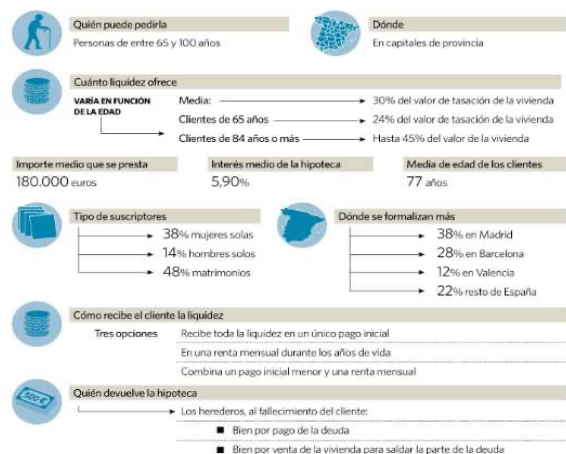 Quién puede pedirla
Personas de entre 65 y 100 años
Dónde
En capitales de provincia
Cuánto liquidez ofrece
VARÍA EN FUNCIÓN
DE LA EDAD
Media: 30% del valor de tasación de la vivienda
Clientes de 65 años 24% del valor de tasación de la vivienda
Clientes de 84 años o más Hasta 45% del valor de la vivienda
Importe medio que se presta
180.000 euros
Interés medio de la hipoteca
5,90%
Media de edad de los clientes
77 años
Tipo de suscriptores
38% mujeres solas
14% hombres solos
48% matrimonios
Dónde se formalizan más
38% en Madrid
28% en Barcelona
12% en Valencia
22% resto de España
Cómo recibe el cliente la liquidez
Tres opciones
Recibe toda la liquidez en un único pago inicial
En una renta mensual durante los años de vida
Combina un pago inicial menor y una renta mensual
500 €
Quién devuelve la hipoteca
Los herederos, al fallecimiento del cliente:
■ Bien por pago de la deuda
■ Bien por venta de la vivienda para saldar la parte de la deuda